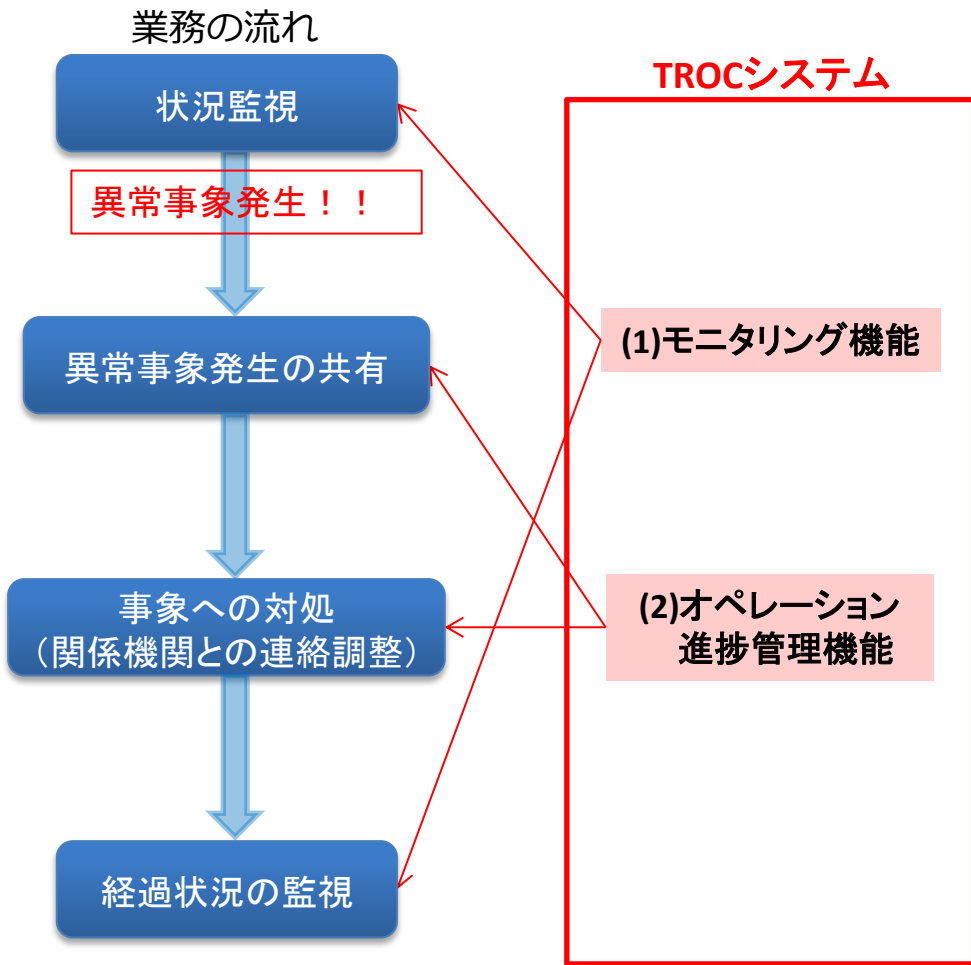 業務の流れ
状況監視
異常事象発生！！
異常事象発生の共有
事象への対処
（関係機関との連絡調整）
経過状況の監視
TROCシステム
(1)モニタリング機能
(2)オペレーション
進捗管理機能